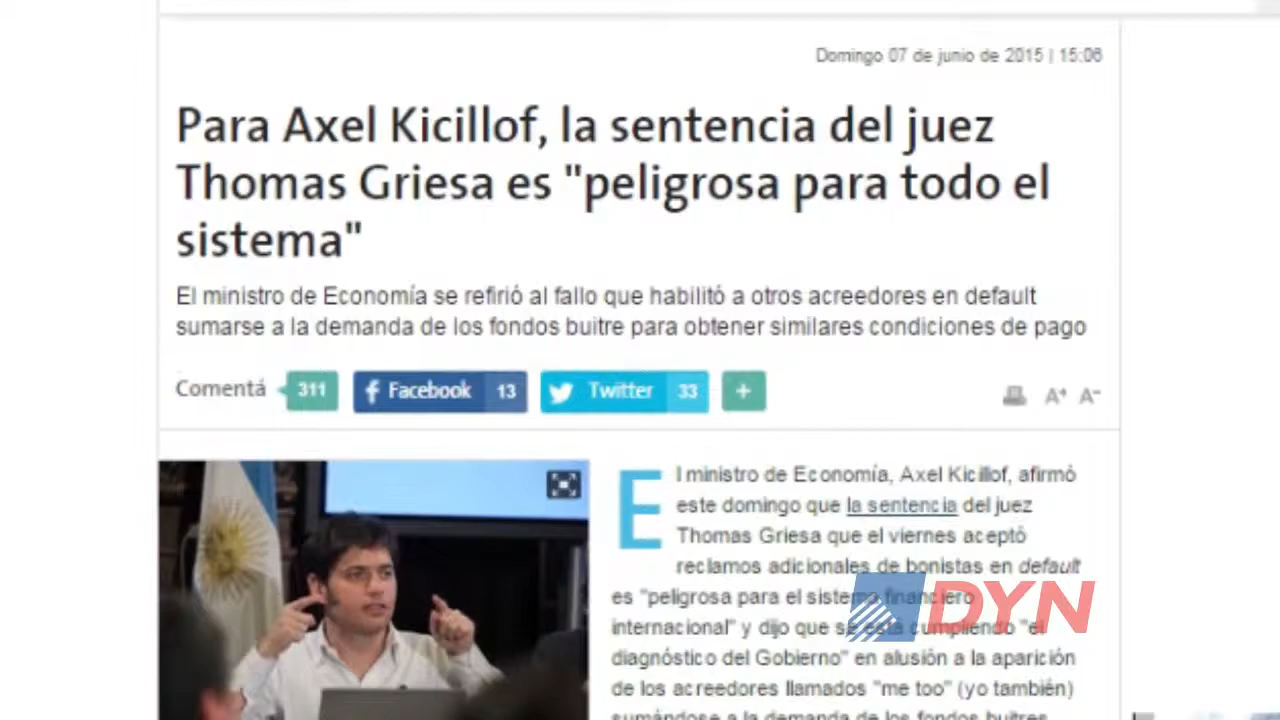 Domingo 07 de junio de 2015 | 15:06
Para Axel Kicillof, la sentencia del juez
Thomas Griesa es "peligrosa para todo el
sistema"
El ministro de Economía se refirió al fallo que habilitó a otros acreedores en default
sumarse a la demanda de los fondos buitre para obtener similares condiciones de pago
Comentá 311 Facebook 13 Twitter 33 + A+ A-
El ministro de Economía, Axel Kicillof, afirmó
este domingo que la sentencia del juez
Thomas Griesa que el viernes aceptó
reclamos adicionales de bonistas en default
es "peligrosa para el sistema financiero
internacional" y dijo que se está cumpliendo "el
diagnóstico del Gobierno" en alusión a la aparición
de los acreedores llamados "me too" (yo también)
sumándose a la demanda de los fondos buitres
DYN